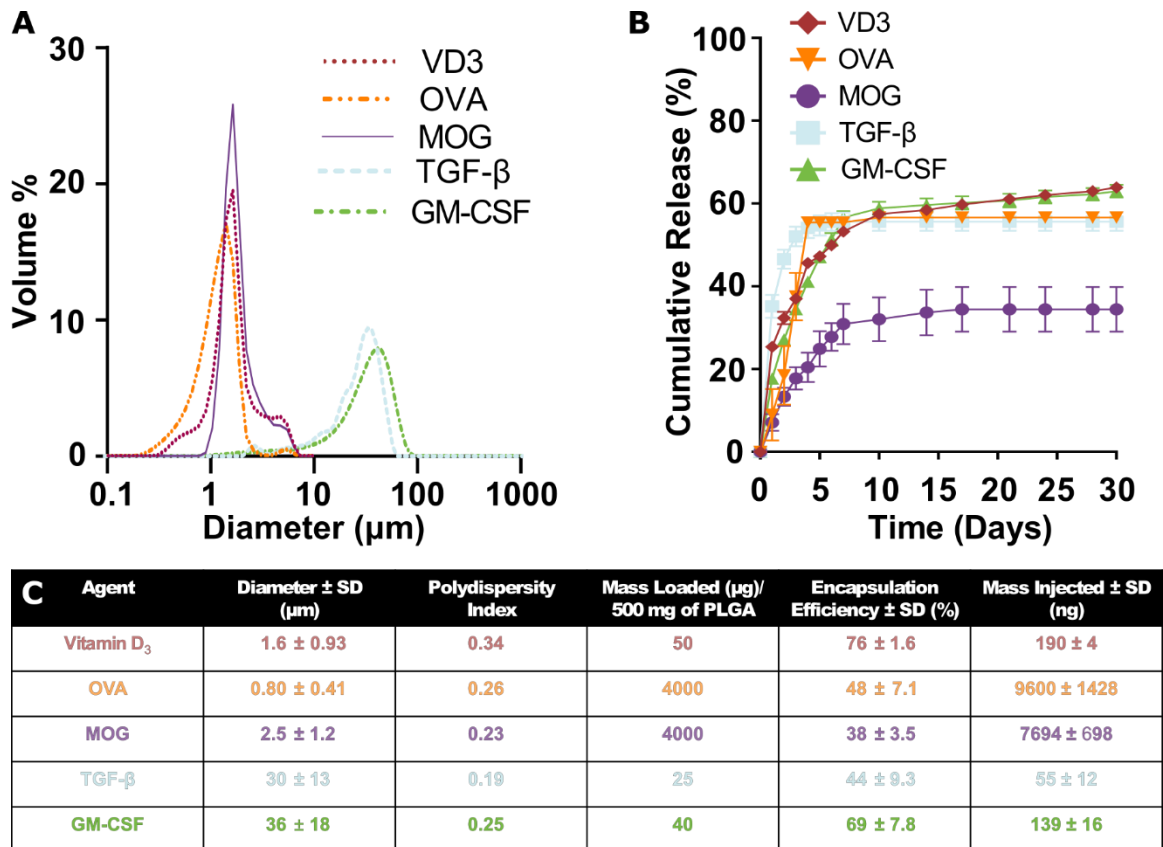 A
30
20
10
0
Volume %
VD3
OVA
MOG
TGF-β
GM-CSF
0.1 1 10 100 1000
Diameter (µm)
B
100
80
60
40
20
0
Cumulative Release (%)
VD3
OVA
MOG
TGF-β
GM-CSF
0 5 10 15 20 25 30
Time (Days)
C
Agent
Diameter ± SD
(µm)
Polydispersity
Index
Mass Loaded (µg)/
500 mg of PLGA
Encapsulation
Efficiency ± SD (%)
Mass Injected ± SD
(ng)
Vitamin D₃ 1.6 ± 0.93 0.34 50 76 ± 1.6 190 ± 4
OVA 0.80 ± 0.41 0.26 4000 48 ± 7.1 9600 ± 1428
MOG 2.5 ± 1.2 0.23 4000 38 ± 3.5 7694 ± 698
TGF-β 30 ± 13 0.19 25 44 ± 9.3 55 ± 12
GM-CSF 36 ± 18 0.25 40 69 ± 7.8 139 ± 16